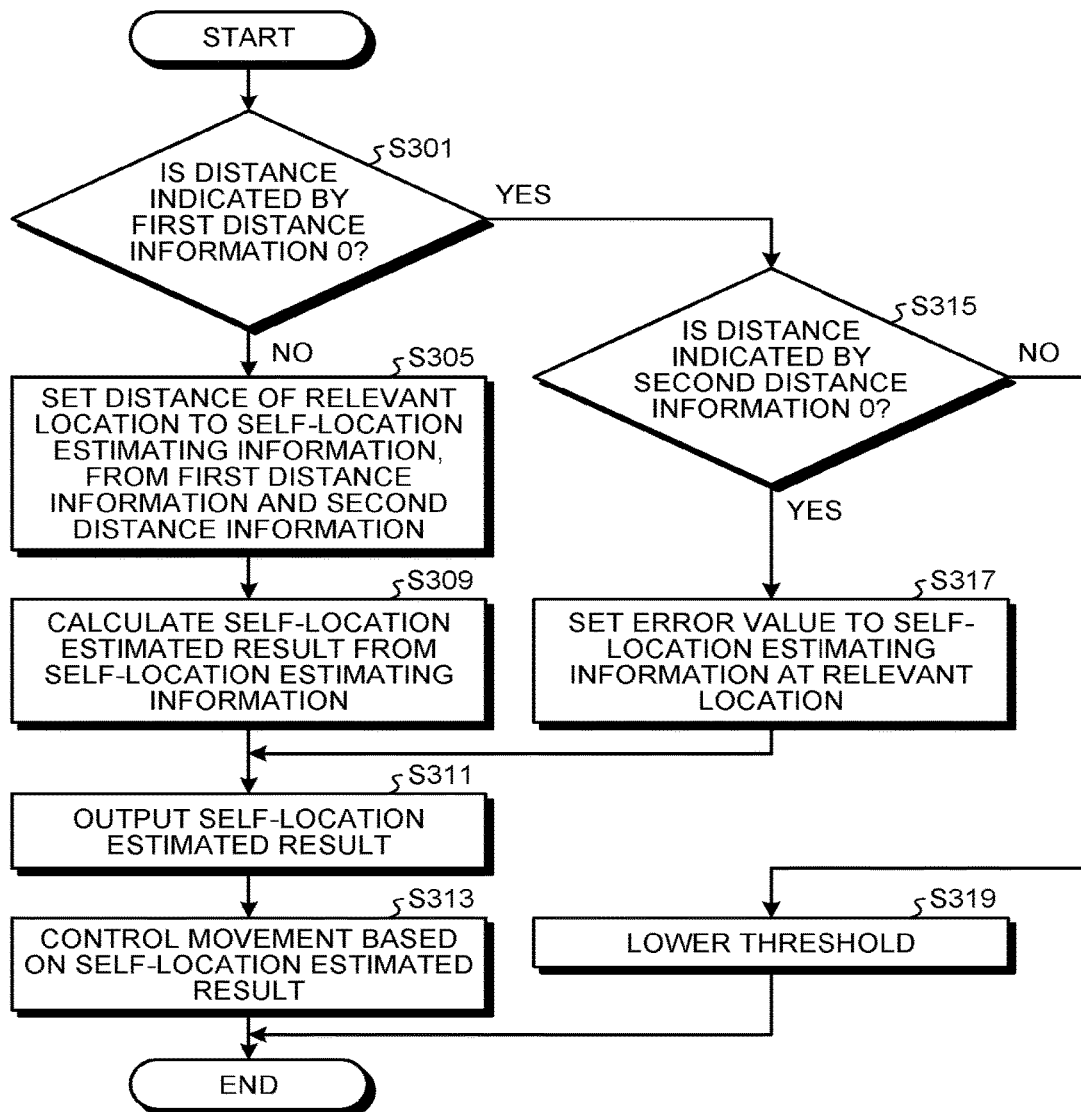 START
S301
IS DISTANCE
INDICATED BY
FIRST DISTANCE
INFORMATION 0?
YES
NO
S315
IS DISTANCE
INDICATED BY
SECOND DISTANCE
INFORMATION 0?
NO
YES
S305
SET DISTANCE OF RELEVANT
LOCATION TO SELF-LOCATION
ESTIMATING INFORMATION,
FROM FIRST DISTANCE
INFORMATION AND SECOND
DISTANCE INFORMATION
S309
CALCULATE SELF-LOCATION
ESTIMATED RESULT FROM
SELF-LOCATION ESTIMATING
INFORMATION
S317
SET ERROR VALUE TO SELF-
LOCATION ESTIMATING
INFORMATION AT RELEVANT
LOCATION
S311
OUTPUT SELF-LOCATION
ESTIMATED RESULT
S313
CONTROL MOVEMENT BASED
ON SELF-LOCATION ESTIMATED
RESULT
S319
LOWER THRESHOLD
END